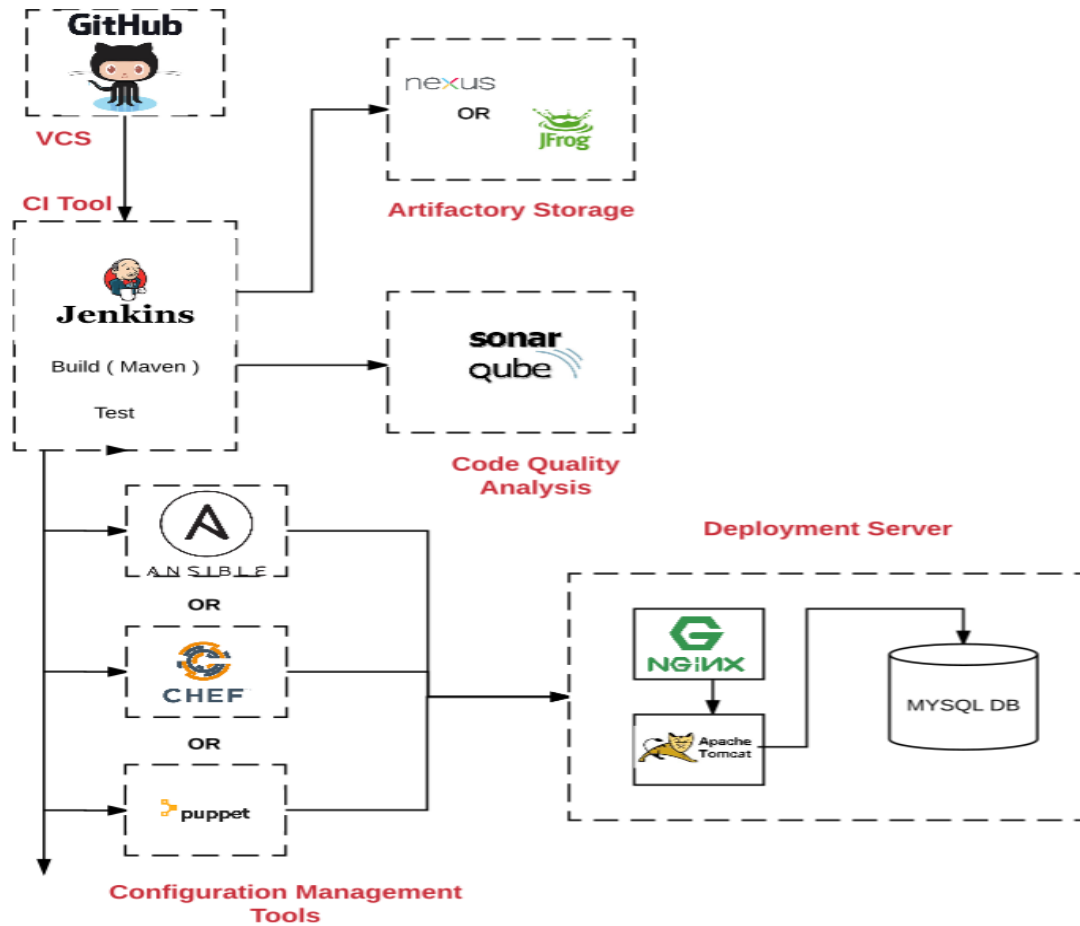 GitHub
VCS
CI Tool
Jenkins
Build ( Maven )
Test
nexus
OR
JFrog
Artifactory Storage
sonar
qube
Code Quality
Analysis
ANSIBLE
OR
CHEF
OR
puppet
Configuration Management
Tools
Deployment Server
NGiNX
Apache
Tomcat
MYSQL DB